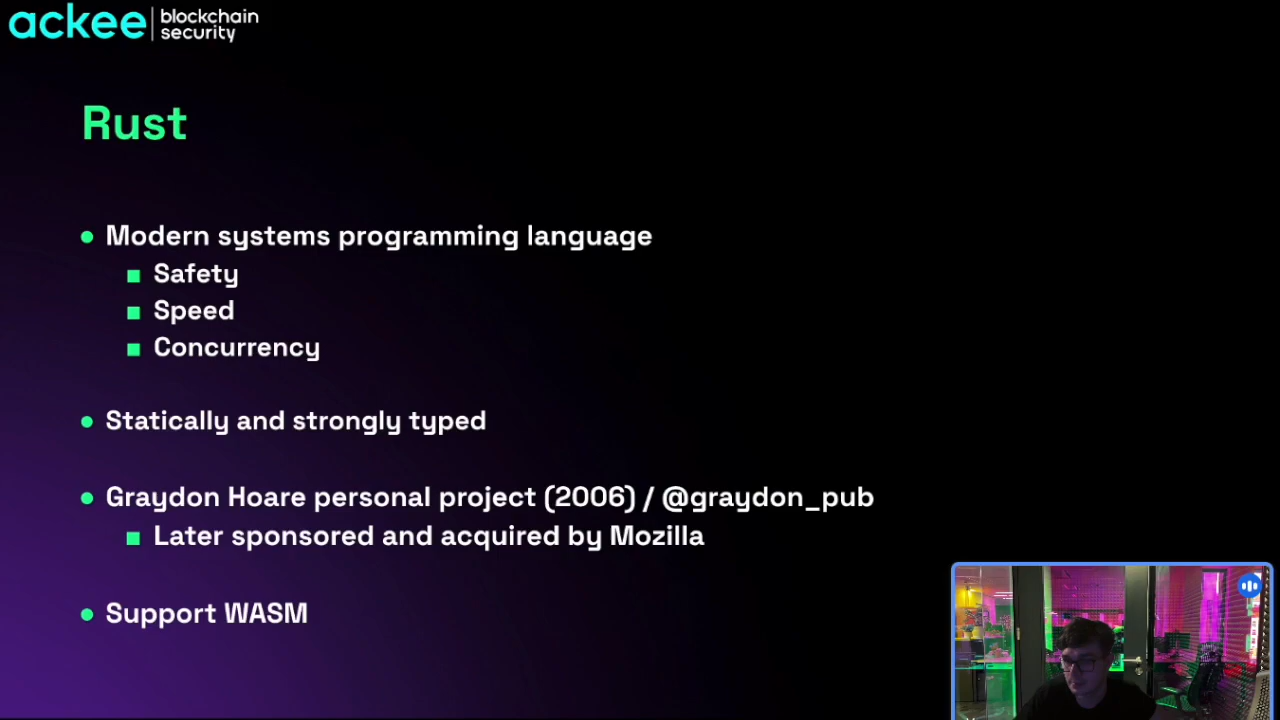 ackee blockchain security
Rust
Modern systems programming language
Safety
Speed
Concurrency
Statically and strongly typed
Graydon Hoare personal project (2006) / @graydon_pub
Later sponsored and acquired by Mozilla
Support WASM